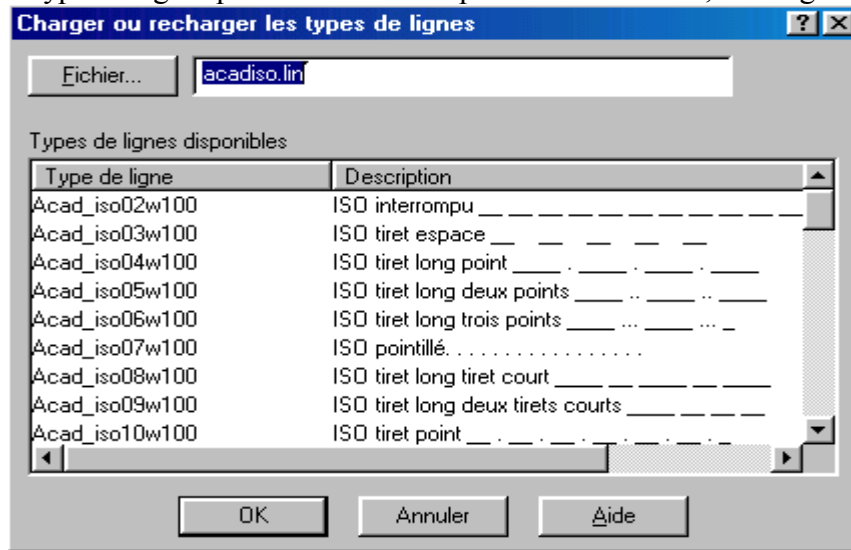 Charger ou recharger les types de lignes
Fichier... acadiso.lin
Types de lignes disponibles
Type de ligne Description
Acad_iso02w100 ISO interrompu __ __ __ __ __ __ __ __ __ __
Acad_iso03w100 ISO tiret espace __ __ __ __ __
Acad_iso04w100 ISO tiret long point ____ . ____ . ____ . ____
Acad_iso05w100 ISO tiret long deux points ____ .. ____ .. ____
Acad_iso06w100 ISO tiret long trois points ____ ... ____ ... _
Acad_iso07w100 ISO pointillé. . . . . . . . . . . . . . . . .
Acad_iso08w100 ISO tiret long tiret court ____ __ ____ __ ____
Acad_iso09w100 ISO tiret long deux tirets courts ____ __ __ __
Acad_iso10w100 ISO tiret point __ . __ . __ . __ . __ . _
OK Annuler Aide